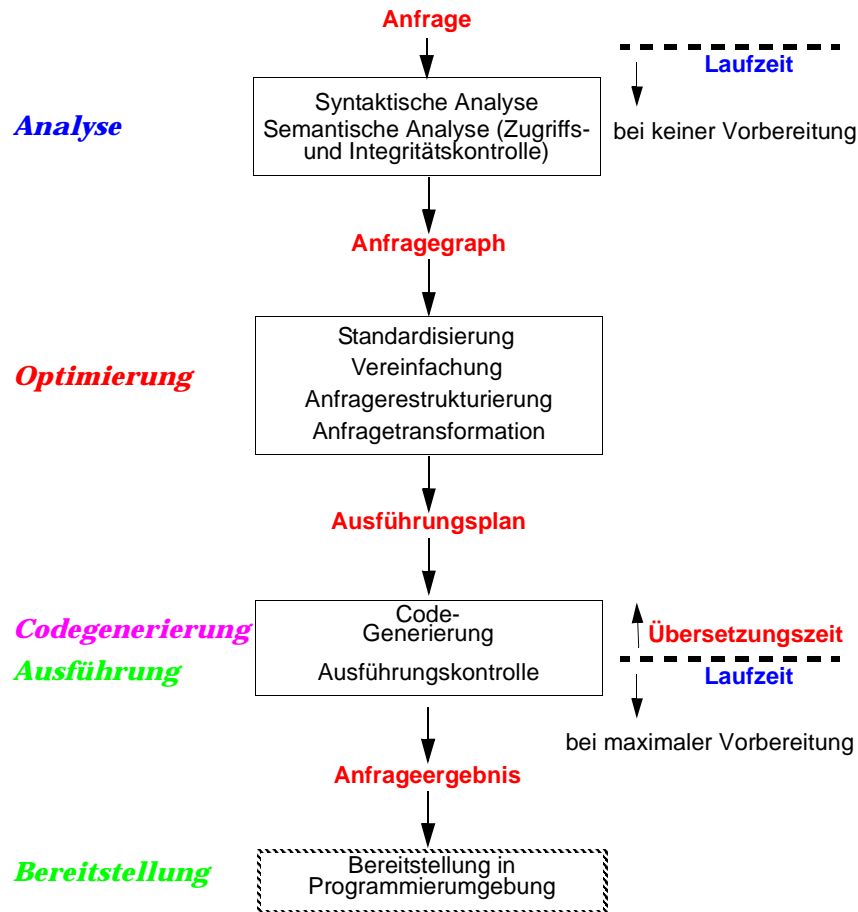 Anfrage
Laufzeit
Analyse
Syntaktische Analyse
Semantische Analyse (Zugriffs-
und Integritätskontrolle)
bei keiner Vorbereitung
Anfragegraph
Optimierung
Standardisierung
Vereinfachung
Anfragerestrukturierung
Anfragetransformation
Ausführungsplan
Codegenerierung
Ausführung
Code-
Generierung
Ausführungskontrolle
Übersetzungszeit
Laufzeit
bei maximaler Vorbereitung
Anfrageergebnis
Bereitstellung
Bereitstellung in
Programmierumgebung